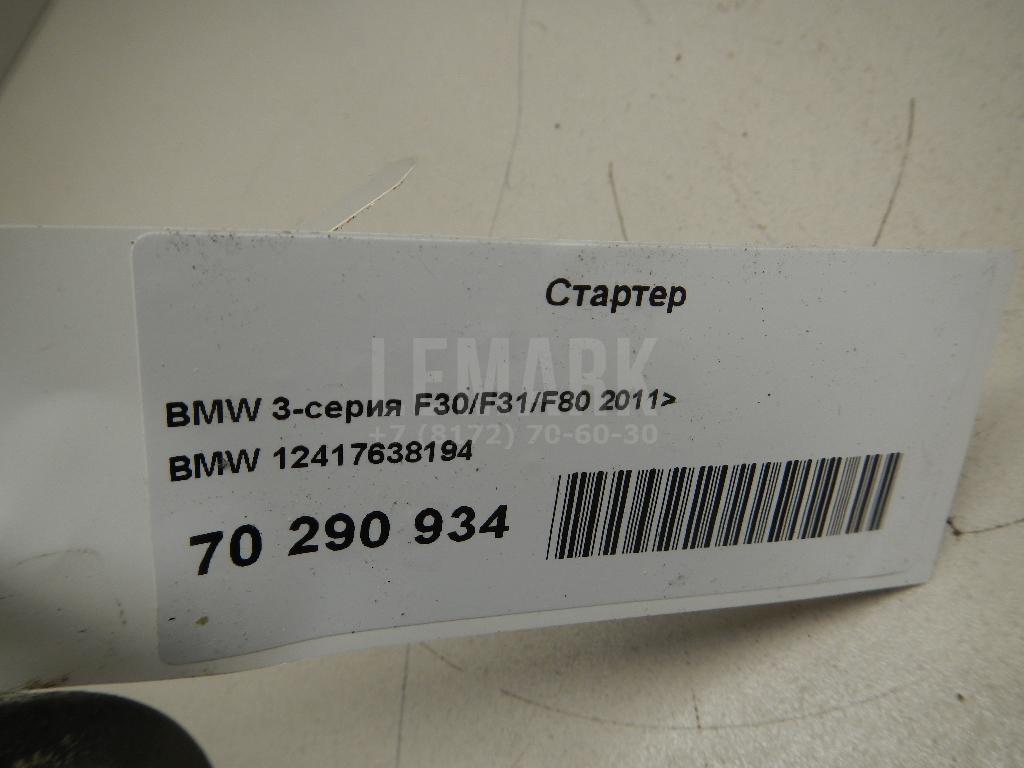 Стартер
LEMARK
BMW 3-серия F30/F31/F80 2011>
+7 (8172) 70-60-30
BMW 12417638194
70 290 934